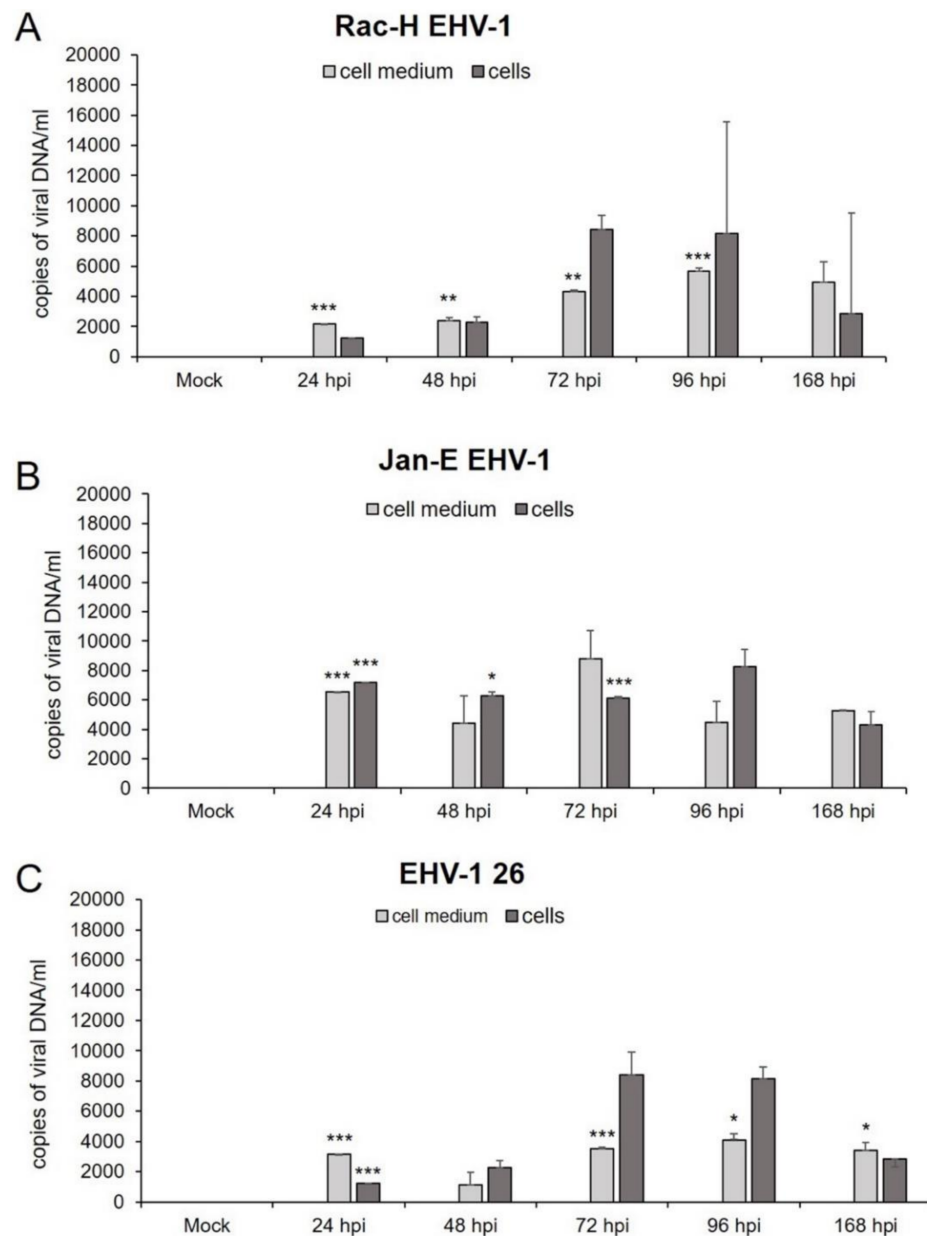 A
Rac-H EHV-1
cell medium cells
copies of viral DNA/ml
20000
18000
16000
14000
12000
10000
8000
6000
4000
2000
0
*** ** ** ***
Mock 24 hpi 48 hpi 72 hpi 96 hpi 168 hpi
B
Jan-E EHV-1
cell medium cells
copies of viral DNA/ml
20000
18000
16000
14000
12000
10000
8000
6000
4000
2000
0
*** *** * ***
Mock 24 hpi 48 hpi 72 hpi 96 hpi 168 hpi
C
EHV-1 26
cell medium cells
copies of viral DNA/ml
20000
18000
16000
14000
12000
10000
8000
6000
4000
2000
0
*** *** *** * *
Mock 24 hpi 48 hpi 72 hpi 96 hpi 168 hpi